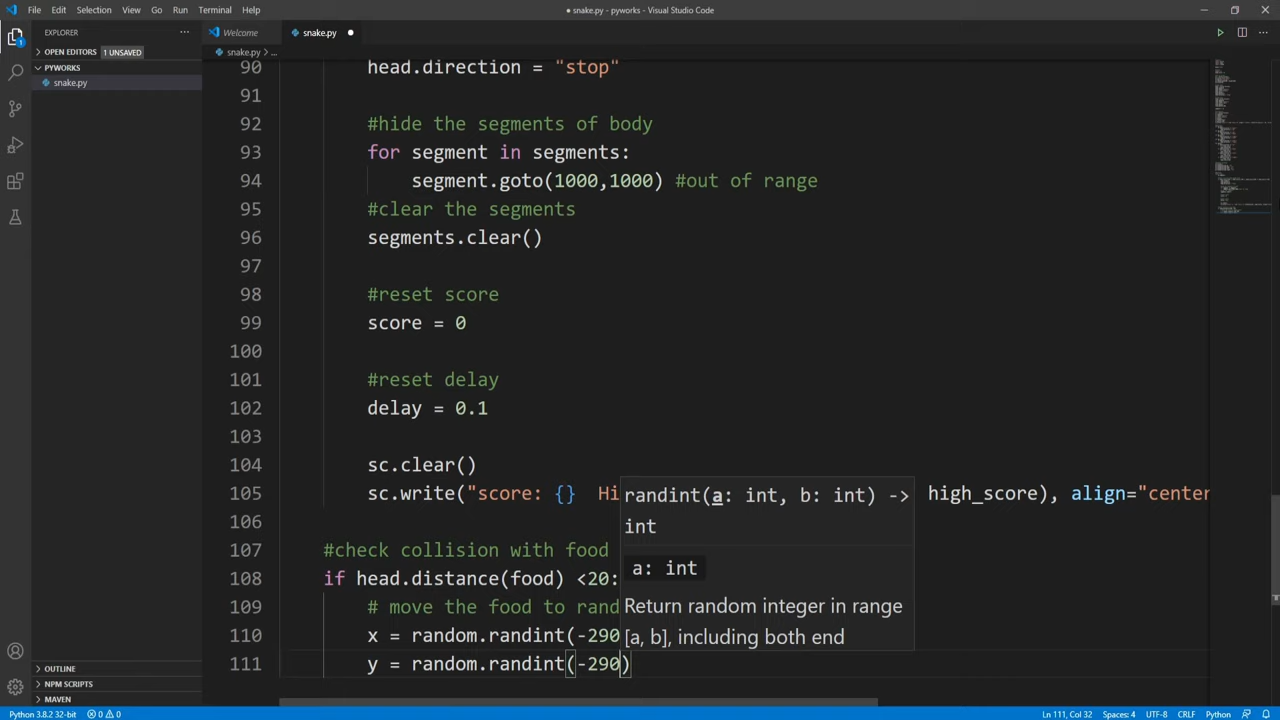 File Edit Selection View Go Run Terminal Help
● snake.py - pyworks - Visual Studio Code
EXPLORER
OPEN EDITORS 1 UNSAVED
PYWORKS
snake.py
Welcome
snake.py
snake.py > ...
90 head.direction = "stop"
91
92 #hide the segments of body
93 for segment in segments:
94 segment.goto(1000,1000) #out of range
95 #clear the segments
96 segments.clear()
97
98 #reset score
99 score = 0
100
101 #reset delay
102 delay = 0.1
103
104 sc.clear()
105 sc.write("score: {}  Hi high_score), align="center
106
107 #check collision with food
108 if head.distance(food) <20:
109 # move the food to rand
110 x = random.randint(-290
111 y = random.randint(-290)
randint(a: int, b: int) ->
int
a: int
Return random integer in range
[a, b], including both end
OUTLINE
NPM SCRIPTS
MAVEN
1
Python 3.8.2 32-bit 0 0 Ln 111, Col 32 Spaces: 4 UTF-8 CRLF Python